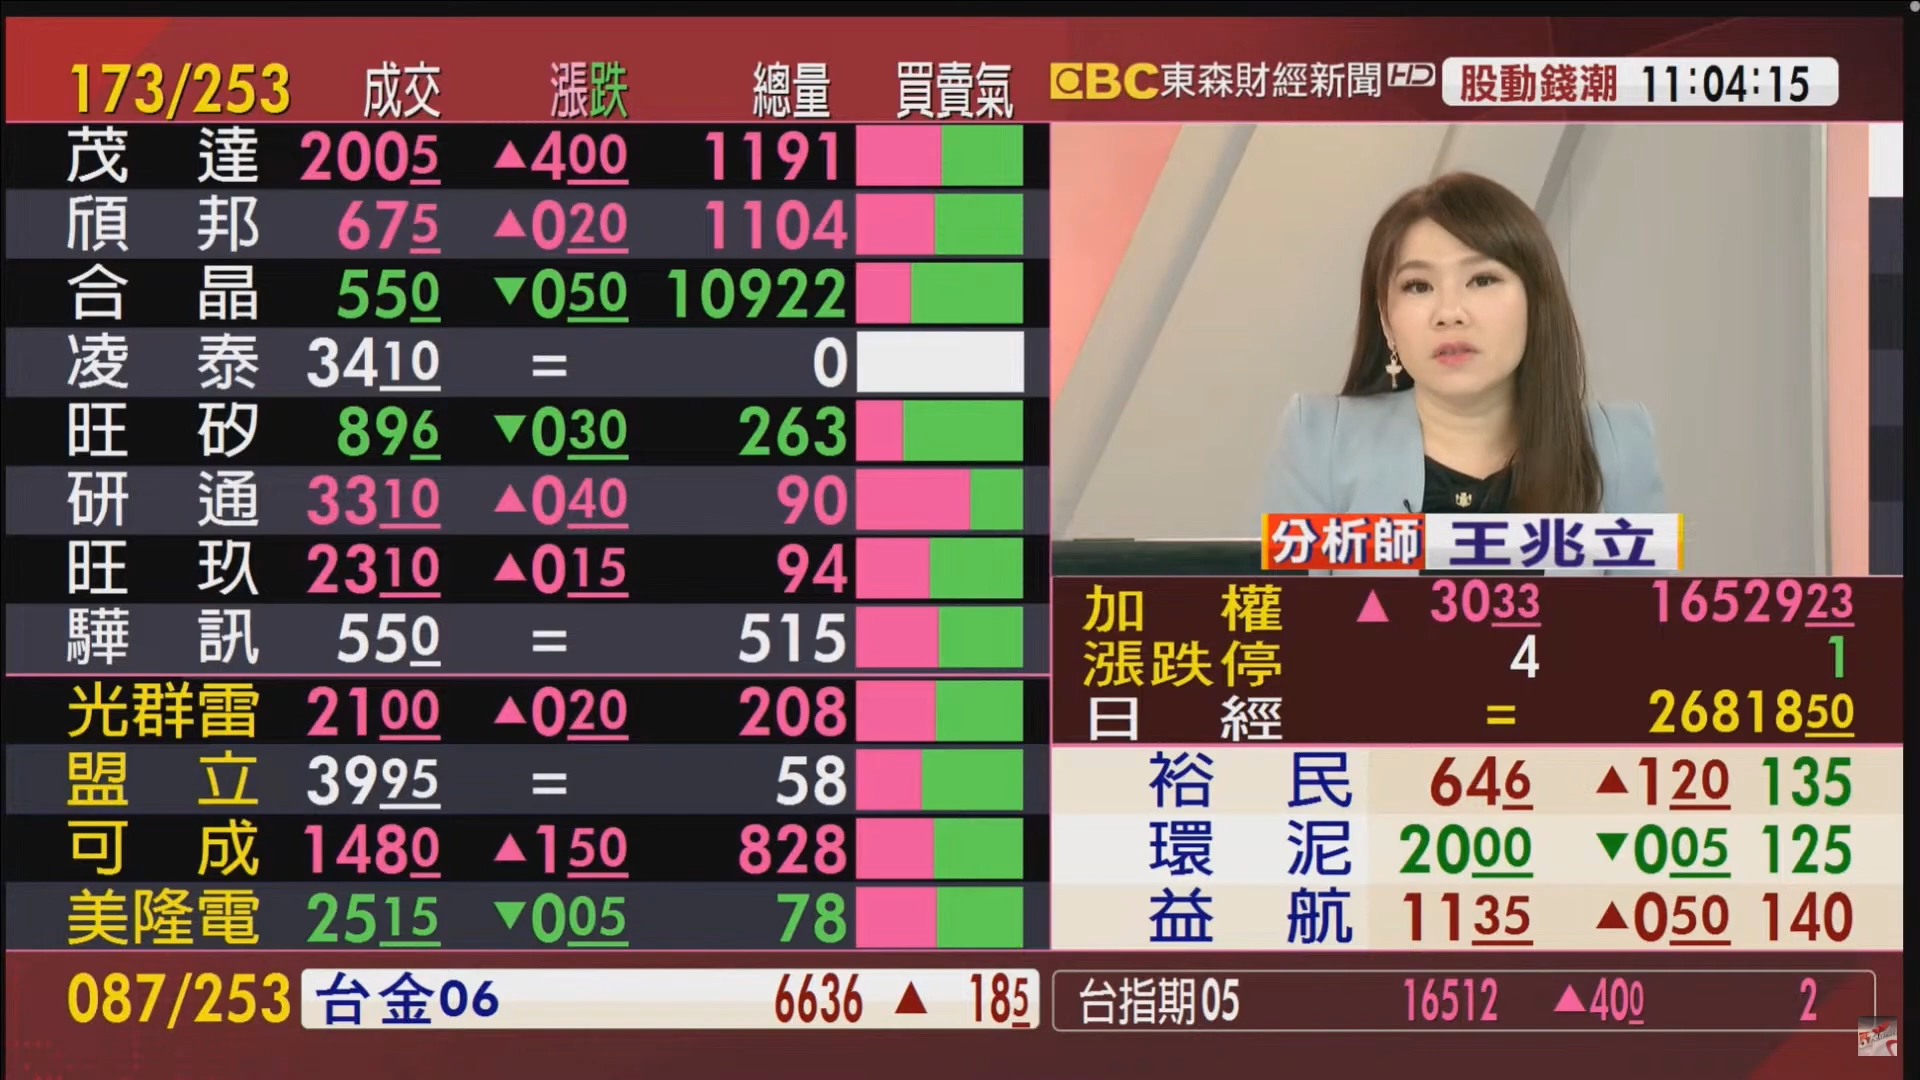 173/253 成交 漲跌 總量 買賣氣
茂達 2005 ▲400 1191
頎邦 675 ▲020 1104
合晶 550 ▼050 10922
凌泰 3410 = 0
旺矽 896 ▼030 263
研通 3310 ▲040 90
旺玖 2310 ▲015 94
驊訊 550 = 515
光群雷 2100 ▲020 208
盟立 3995 = 58
可成 1480 ▲150 828
美隆電 2515 ▼005 78
087/253 台金06 6636 ▲ 185
EBC東森財經新聞HD 股動錢潮 11:04:15
分析師 王兆立
加權 ▲ 3033 1652923
漲跌停 4 1
日經 = 2681850
裕民 646 ▲120 135
環泥 2000 ▼005 125
益航 1135 ▲050 140
台指期05 16512 ▲400 2